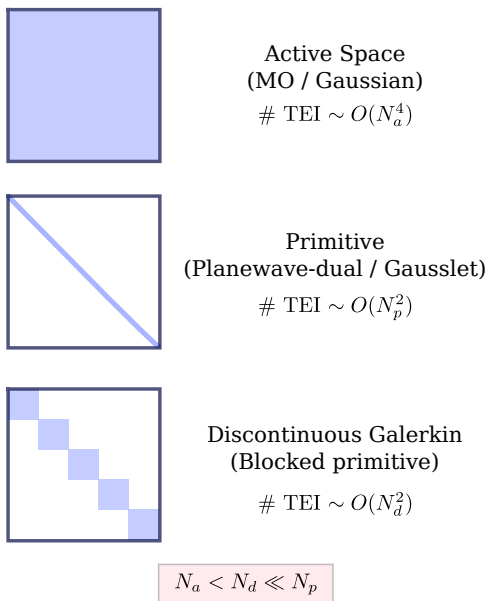 Active Space
(MO / Gaussian)
# TEI ∼ O(N_a^4)
Primitive
(Planewave-dual / Gausslet)
# TEI ∼ O(N_p^2)
Discontinuous Galerkin
(Blocked primitive)
# TEI ∼ O(N_d^2)
N_a < N_d ≪ N_p